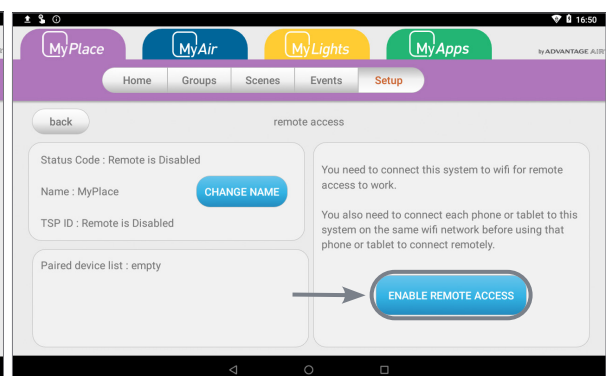 16:50
MyPlace
MyAir
MyLights
MyApps
by ADVANTAGE AIR
Home
Groups
Scenes
Events
Setup
back
remote access
Status Code : Remote is Disabled
Name : MyPlace
CHANGE NAME
TSP ID : Remote is Disabled
Paired device list : empty
You need to connect this system to wifi for remote
access to work.
You also need to connect each phone or tablet to this
system on the same wifi network before using that
phone or tablet to connect remotely.
ENABLE REMOTE ACCESS